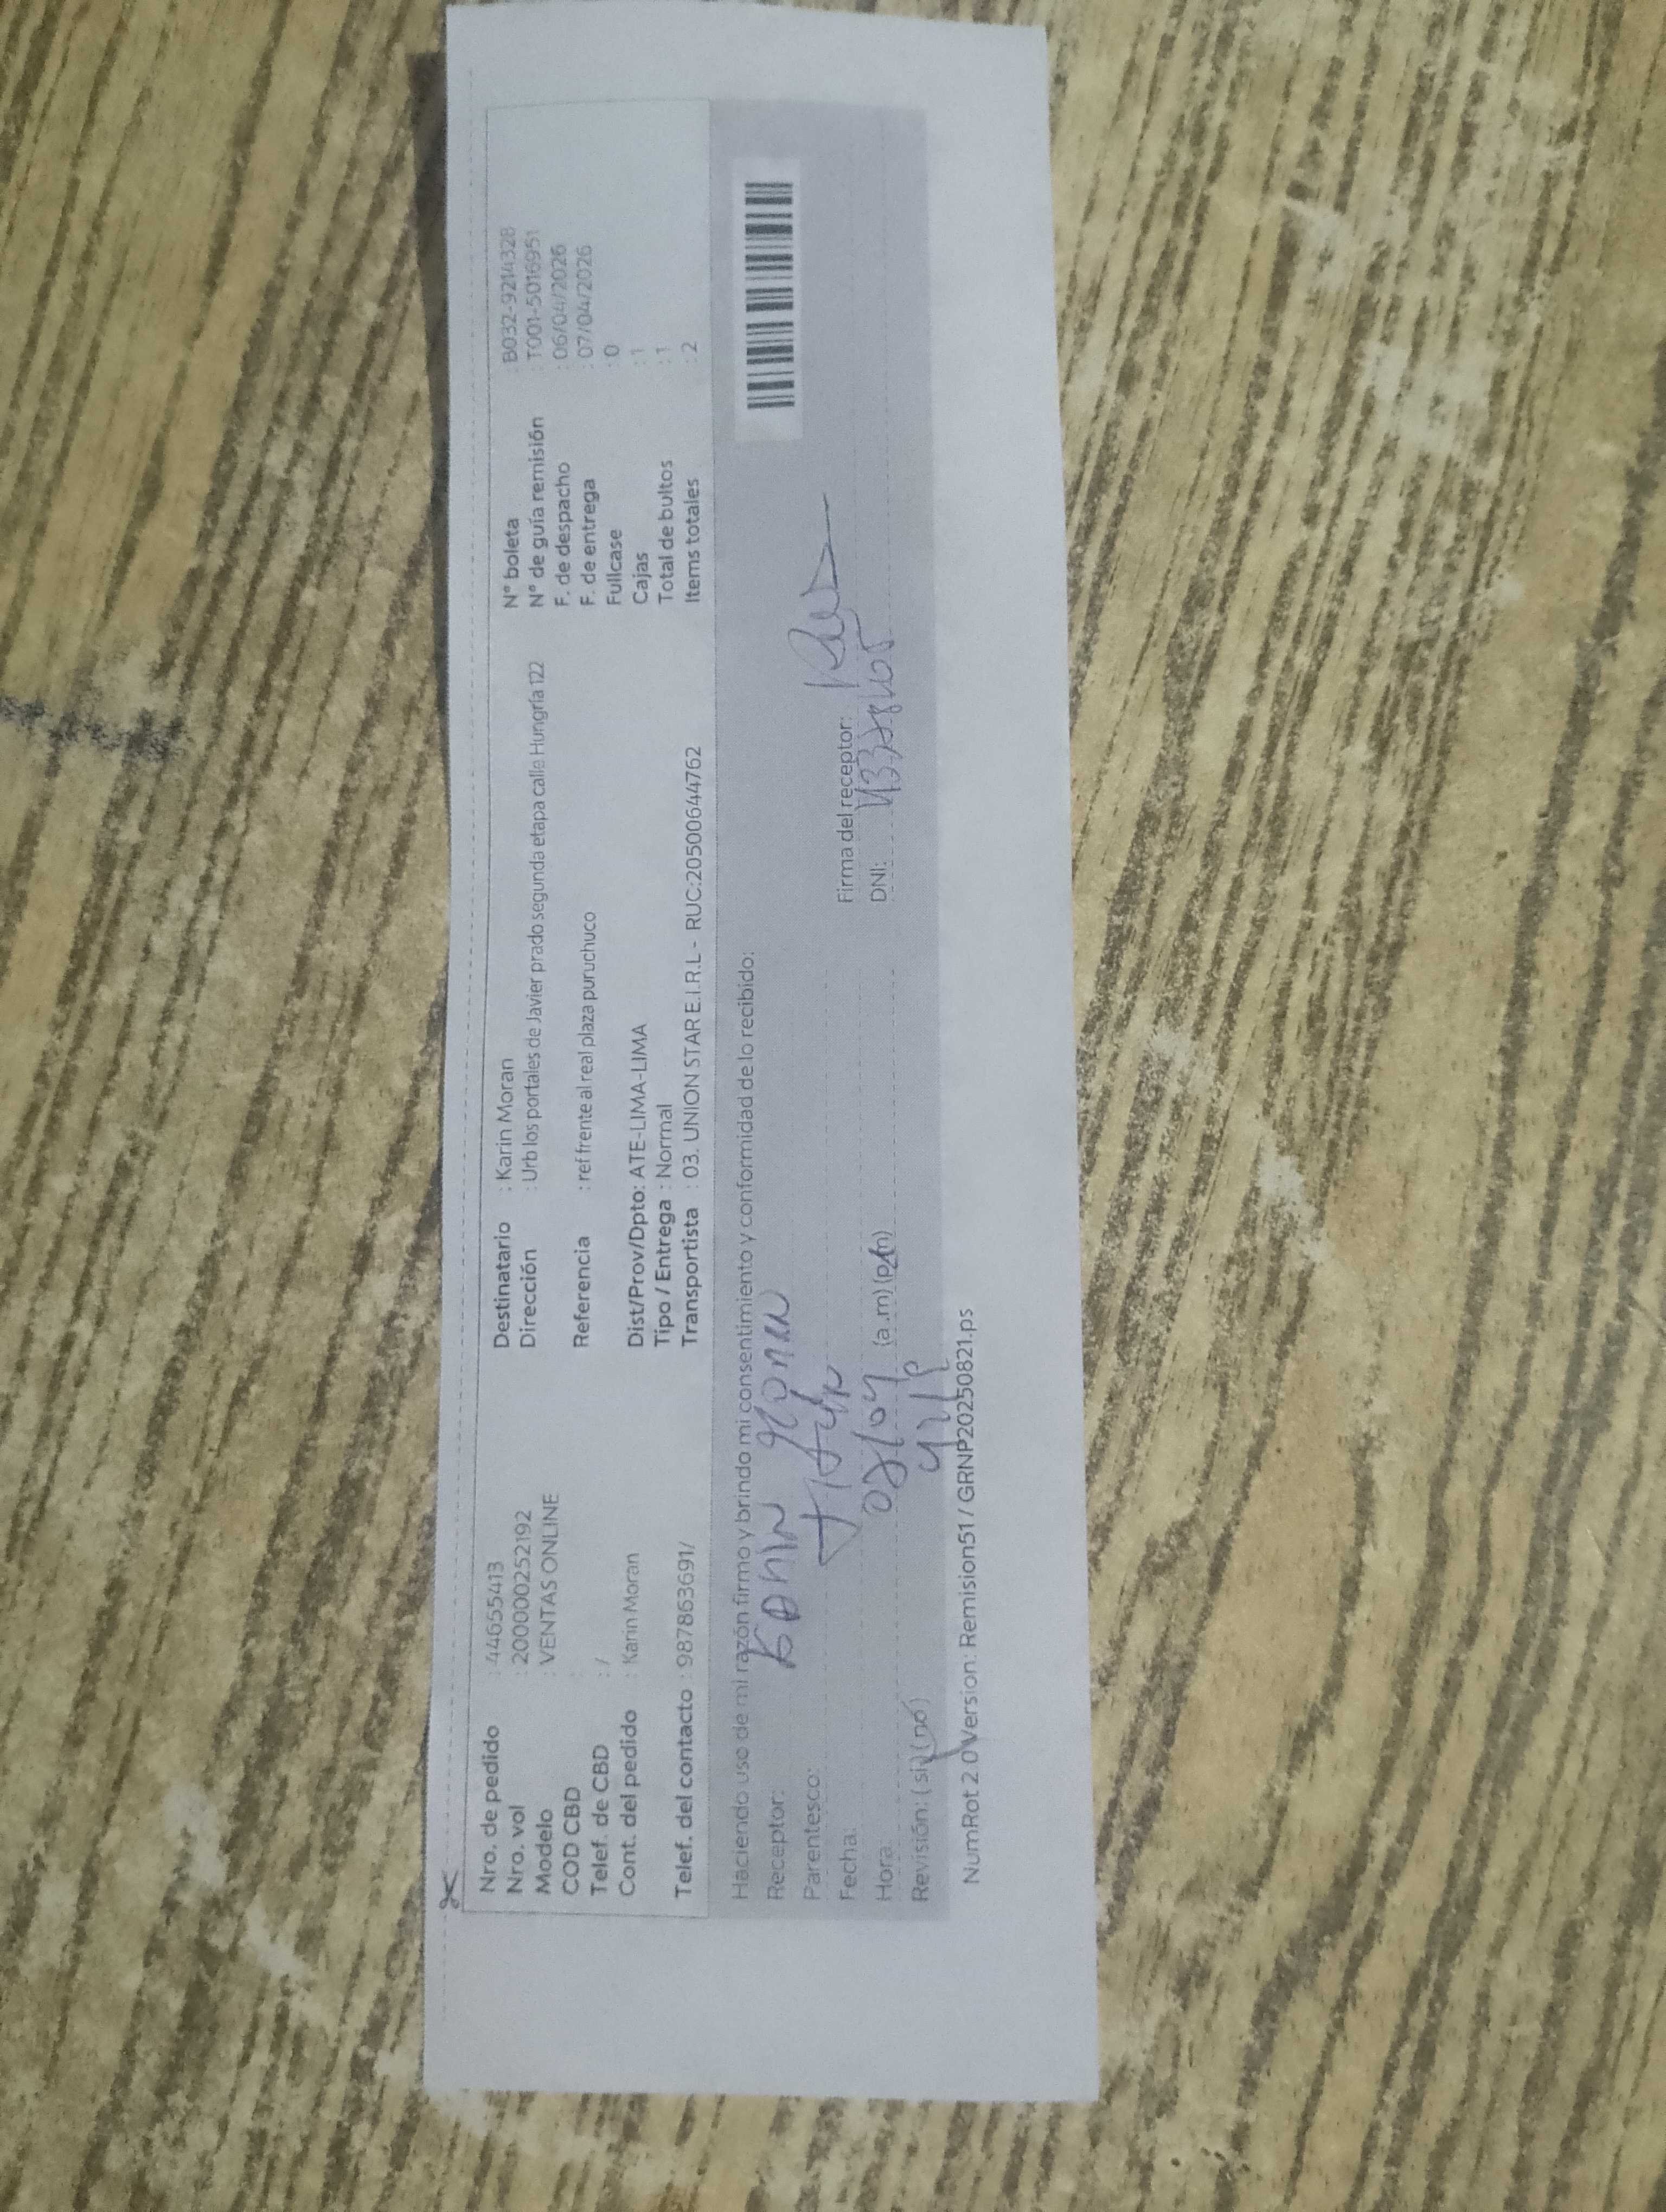 Nro. de pedido : 44655413
Nro. vol : 200000252192
Modelo : VENTAS ONLINE
COD CBD :
Telef. de CBD : /
Cont. del pedido : Karin Moran
Telef. del contacto : 987863691/
Destinatario : Karin Moran
Dirección : Urb los portales de Javier prado segunda etapa calle Hungría 122
Referencia : ref frente al real plaza puruchuco
Dist/Prov/Dpto: ATE-LIMA-LIMA
Tipo / Entrega : Normal
Transportista : 03. UNION STAR E.I.R.L - RUC:20500644762
N° boleta : B032-9214328
N° de guía remisión : T001-5016951
F. de despacho : 06/04/2026
F. de entrega : 07/04/2026
Fullcase : 0
Cajas : 1
Total de bultos : 1
Items totales : 2
Haciendo uso de mi razón firmo y brindo mi consentimiento y conformidad de lo recibido:
Receptor:
Parentesco:
Fecha: 07/04
Hora (a.m) (p.m)
Revisión: (si) (no)
Firma del receptor:
DNI:
NumRot 2 0 Version: Remision51 / GRNP20250821.ps